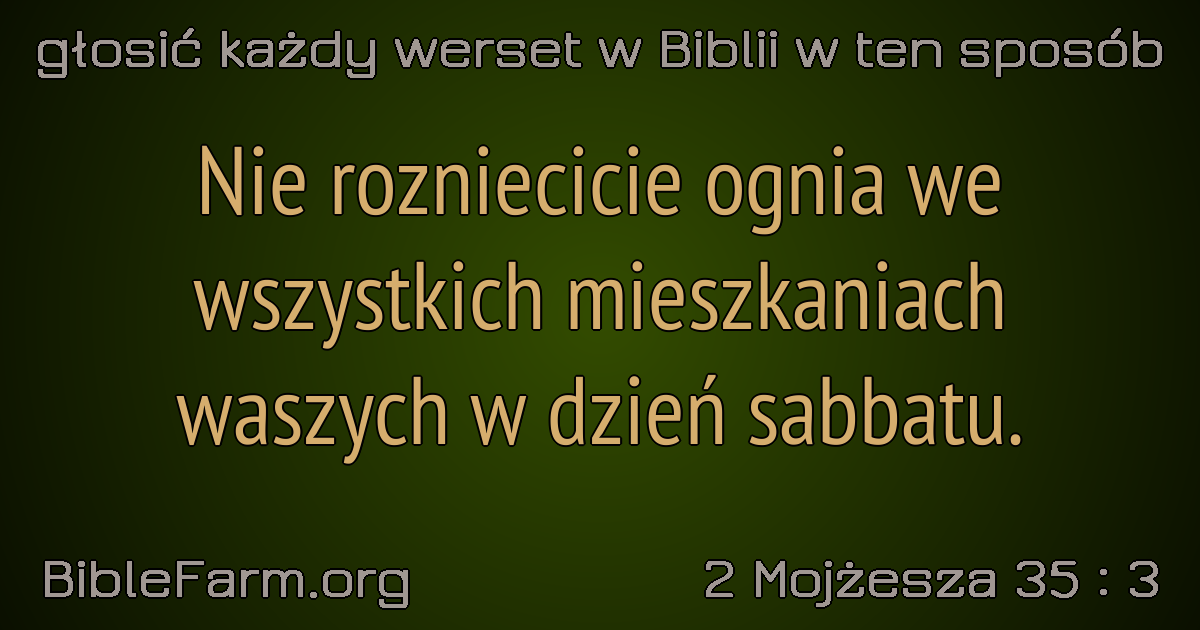 głosić każdy werset w Biblii w ten sposób
Nie rozniecicie ognia we
wszystkich mieszkaniach
waszych w dzień sabbatu.
BibleFarm.org
2 Mojżesza 35 : 3